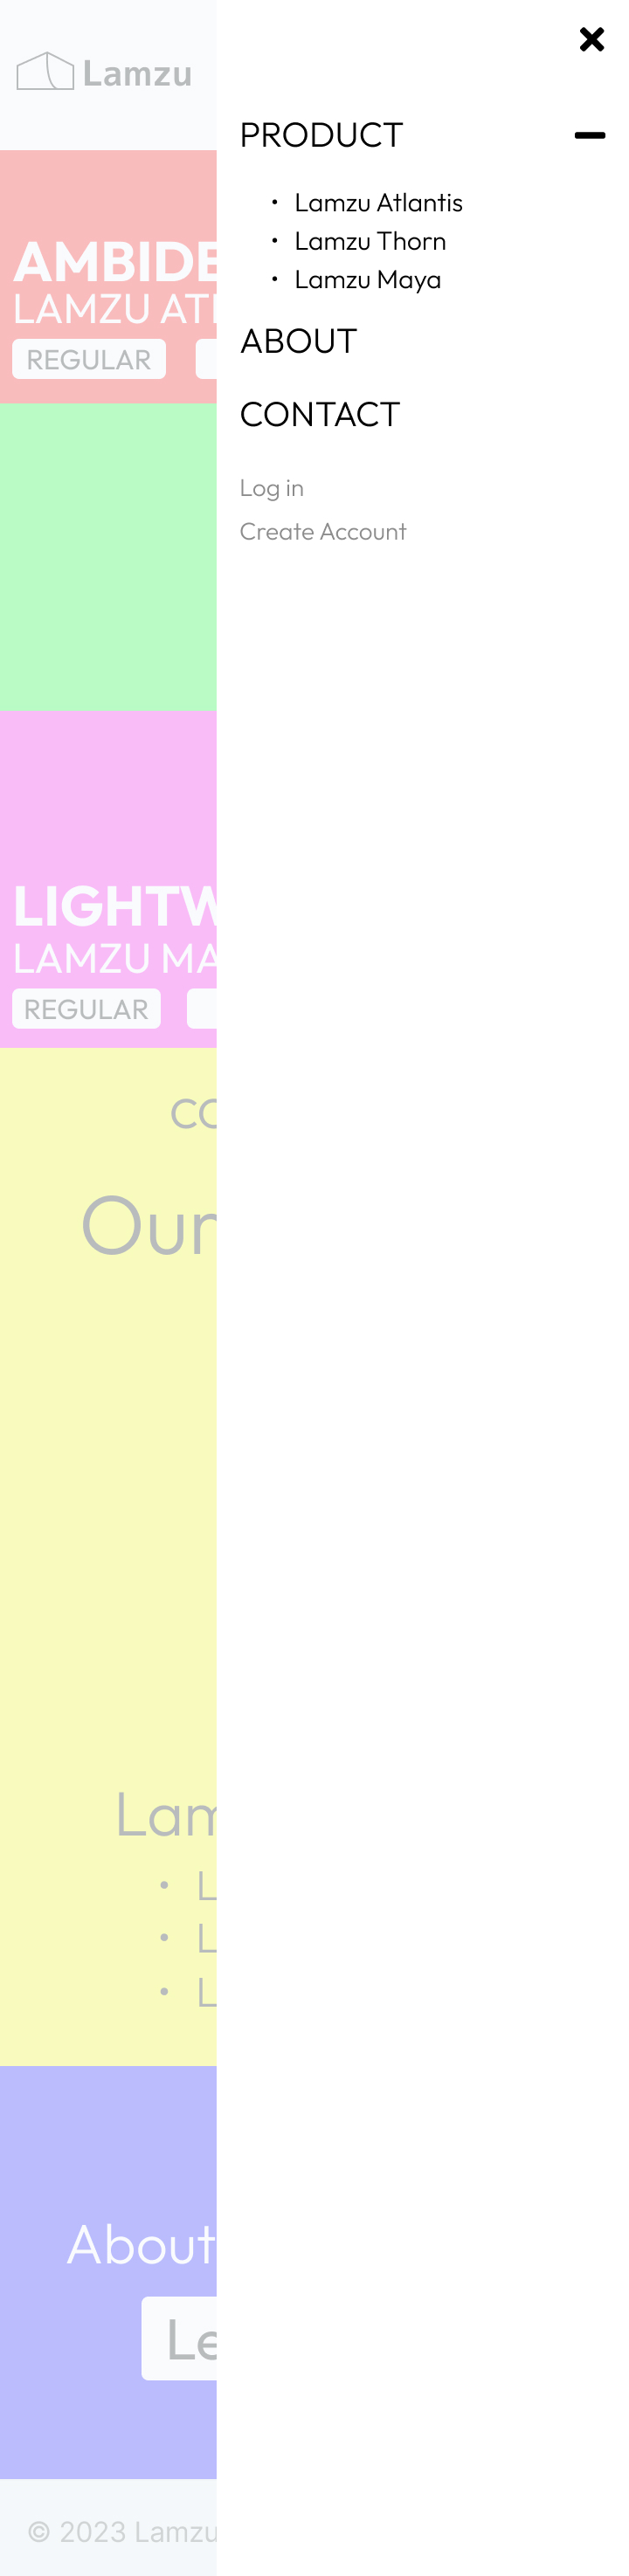 Lamzu
PRODUCT
Lamzu Atlantis
Lamzu Thorn
Lamzu Maya
ABOUT
CONTACT
Log in
Create Account
AMBIDE
LAMZU ATL
REGULAR
LIGHTW
LAMZU MA
REGULAR
CO
Our
Lam
L
L
L
About
Le
© 2023 Lamzu